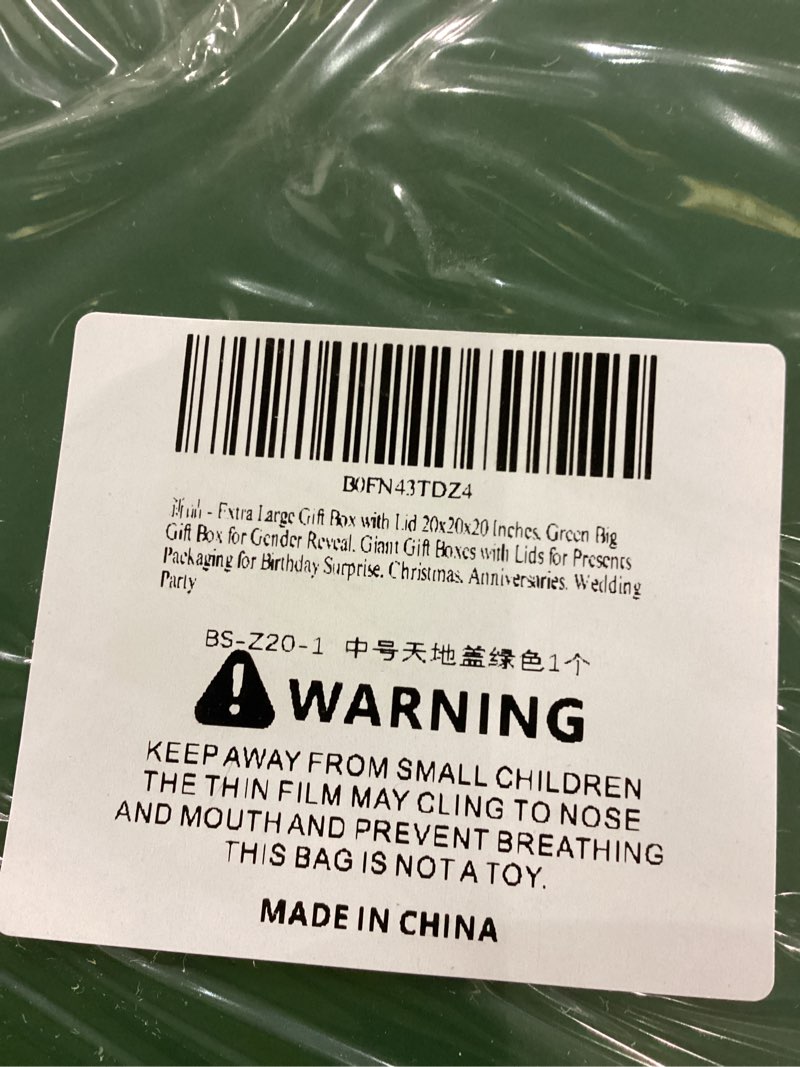 B0FN43TDZ4
新品 - Extra Large Gift Box with Lid 20x20x20 Inches, Green Big
Gift Box for Gender Reveal, Giant Gift Boxes with Lids for Presents
Packaging for Birthday Surprise, Christmas, Anniversaries, Wedding
Party
BS-Z20-1 中号天地盖绿色1个
WARNING
KEEP AWAY FROM SMALL CHILDREN
THE THIN FILM MAY CLING TO NOSE
AND MOUTH AND PREVENT BREATHING
THIS BAG IS NOT A TOY.
MADE IN CHINA